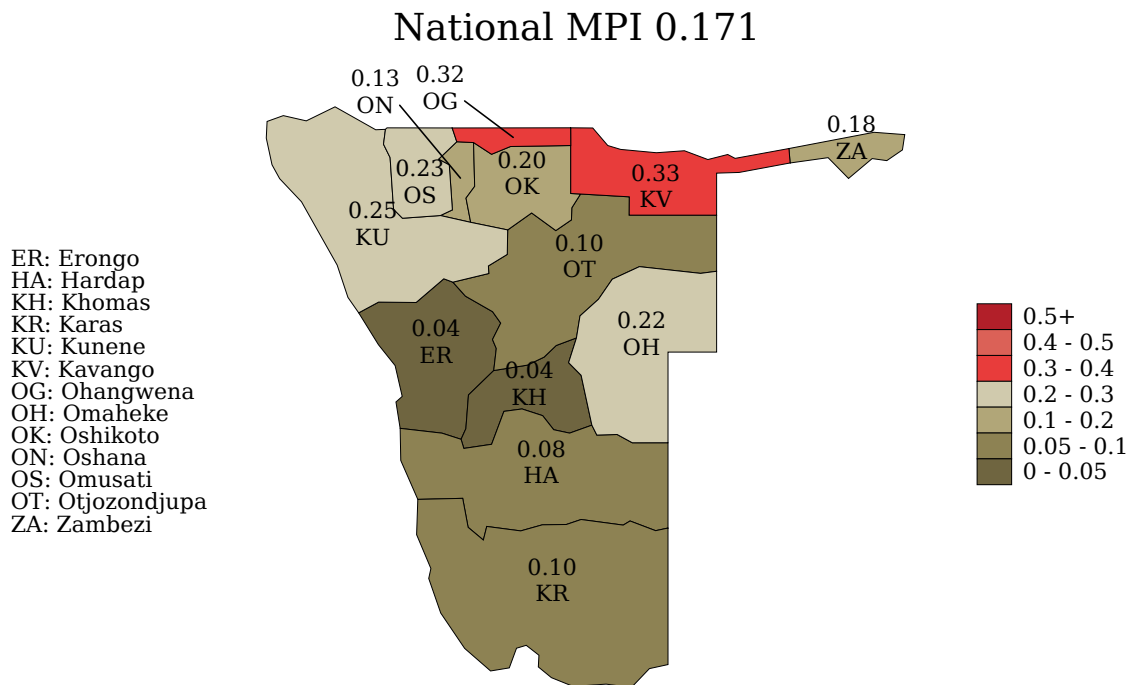 National MPI 0.171
0.13
ON
0.32
OG
0.18
ZA
0.23
OS
0.20
OK
0.33
KV
0.25
KU
0.10
OT
0.04
ER
0.22
OH
0.04
KH
0.08
HA
0.10
KR
ER: Erongo
HA: Hardap
KH: Khomas
KR: Karas
KU: Kunene
KV: Kavango
OG: Ohangwena
OH: Omaheke
OK: Oshikoto
ON: Oshana
OS: Omusati
OT: Otjozondjupa
ZA: Zambezi
0.5+
0.4 - 0.5
0.3 - 0.4
0.2 - 0.3
0.1 - 0.2
0.05 - 0.1
0 - 0.05